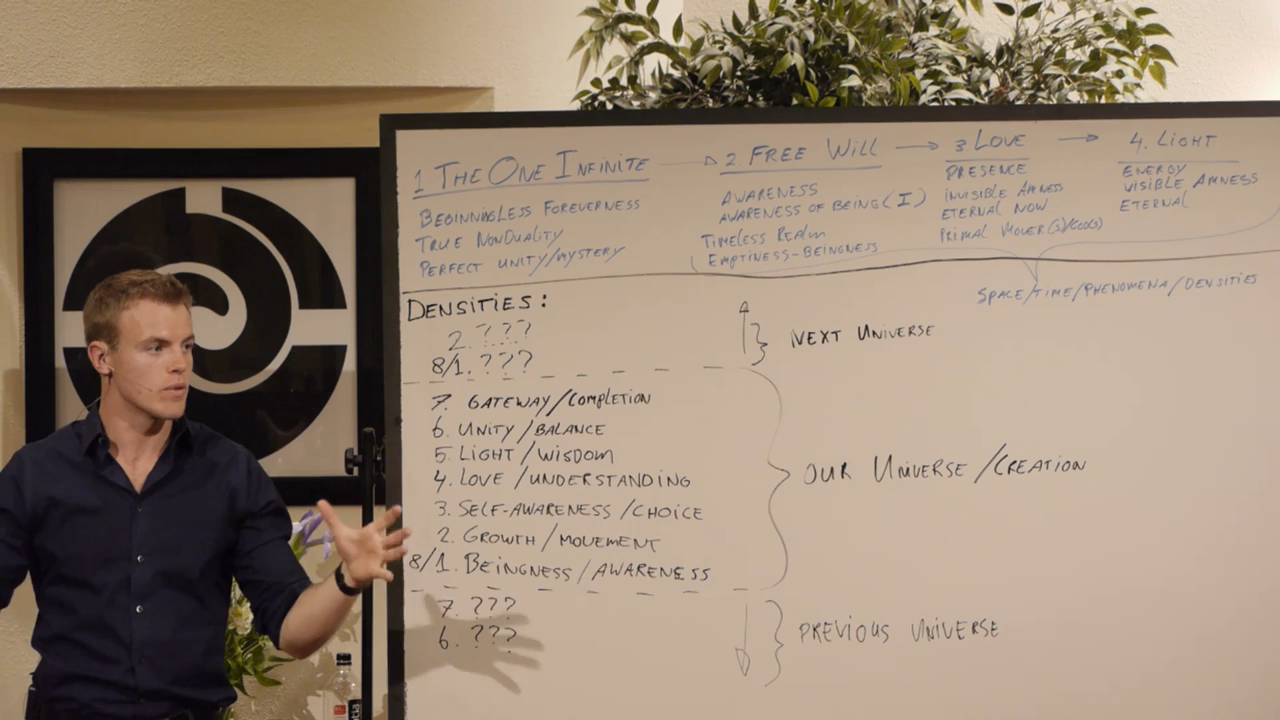 1 THE ONE INFINITE → 2 FREE WILL → 3 LOVE → 4. LIGHT
BEGINNINGLESS FOREVERNESS
TRUE NONDUALITY
PERFECT UNITY/MYSTERY
AWARENESS
AWARENESS OF BEING (I)
TIMELESS REALM
EMPTINESS-BEINGNESS
PRESENCE
INVISIBLE AMNESS
ETERNAL NOW
PRIMAL MOVER(S)/GOD(S)
ENERGY
VISIBLE AMNESS
ETERNAL
SPACE/TIME/PHENOMENA/DENSITIES
DENSITIES:
2. ???
8/1. ???
NEXT UNIVERSE
7. GATEWAY/COMPLETION
6. UNITY/BALANCE
5. LIGHT/WISDOM
4. LOVE/UNDERSTANDING
3. SELF-AWARENESS/CHOICE
2. GROWTH/MOVEMENT
8/1. BEINGNESS/AWARENESS
OUR UNIVERSE/CREATION
7. ???
6. ???
PREVIOUS UNIVERSE